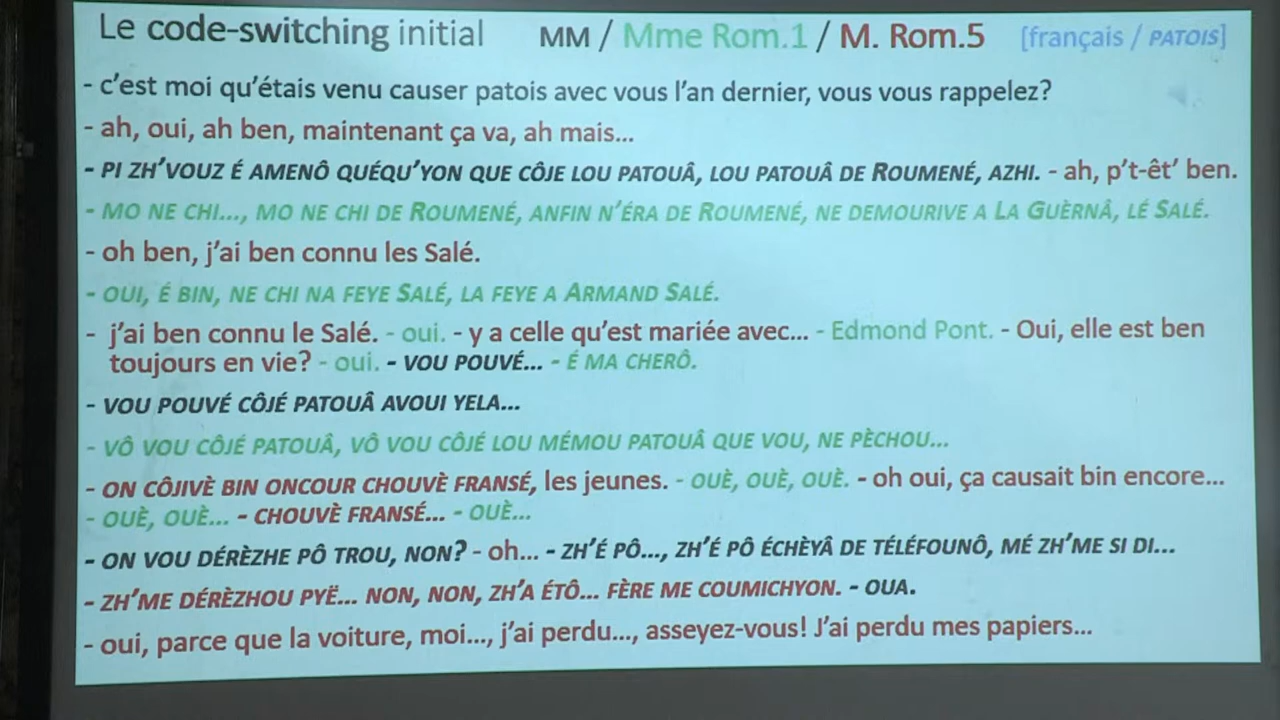 Le code-switching initial MM / Mme Rom.1 / M. Rom.5 [français / PATOIS]
- c'est moi qu'étais venu causer patois avec vous l'an dernier, vous vous rappelez?
- ah, oui, ah ben, maintenant ça va, ah mais...
- PI ZH'VOUZ É AMENÔ QUÉQU'YON QUE CÔJE LOU PATOUÂ, LOU PATOUÂ DE ROUMENÉ, AZHI. - ah, p't-êt' ben.
- MO NE CHI..., MO NE CHI DE ROUMENÉ, ANFIN N'ÉRA DE ROUMENÉ, NE DEMOURIVE A LA GUÈRNÂ, LÉ SALÉ.
- oh ben, j'ai ben connu les Salé.
- OUI, É BIN, NE CHI NA FEYE SALÉ, LA FEYE A ARMAND SALÉ.
- j'ai ben connu le Salé. - oui. - y a celle qu'est mariée avec... - Edmond Pont. - Oui, elle est ben
toujours en vie? - oui. - VOU POUVÉ... - É MA CHERÔ.
- VOU POUVÉ CÔJÉ PATOUÂ AVOUI YELA...
- VÔ VOU CÔJÉ PATOUÂ, VÔ VOU CÔJÉ LOU MÉMOU PATOUÂ QUE VOU, NE PÈCHOU...
- ON CÔJIVÈ BIN ONCOUR CHOUVÈ FRANSÉ, les jeunes. - OUÈ, OUÈ, OUÈ. - oh oui, ça causait bin encore...
- OUÈ, OUÈ... - CHOUVÈ FRANSÉ... - OUÈ...
- ON VOU DÉRÈZHE PÔ TROU, NON? - oh... - ZH'É PÔ..., ZH'É PÔ ÉCHÈYÂ DE TÉLÉFOUNÔ, MÉ ZH'ME SI DI...
- ZH'ME DÉRÈZHOU PYË... NON, NON, ZH'A ÉTÔ... FÈRE ME COUMICHYON. - OUA.
- oui, parce que la voiture, moi..., j'ai perdu..., asseyez-vous! J'ai perdu mes papiers...